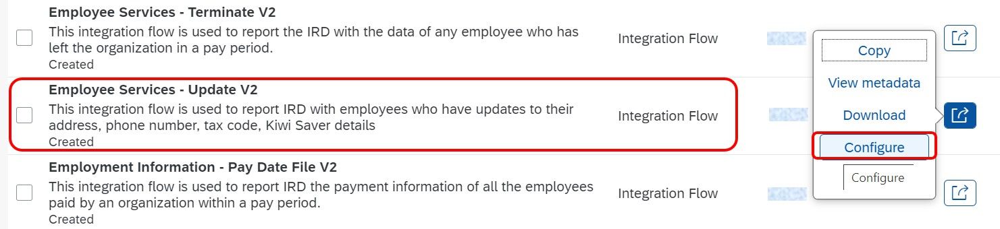 Employee Services - Terminate V2
This integration flow is used to report the IRD with the data of any employee who has
left the organization in a pay period.
Created
Integration Flow
Employee Services - Update V2
This integration flow is used to report IRD with employees who have updates to their
address, phone number, tax code, Kiwi Saver details
Created
Integration Flow
Employment Information - Pay Date File V2
This integration flow is used to report IRD the payment information of all the employees
paid by an organization within a pay period.
Created
Integration Flow
Copy
View metadata
Download
Configure
Configure